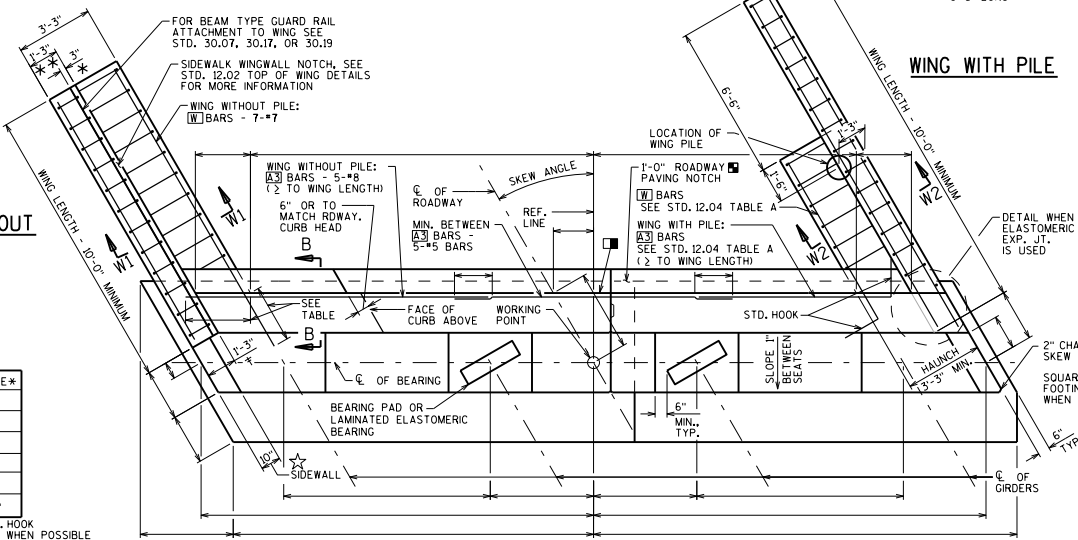 3'-3"
1'-3"
3"
* * *
FOR BEAM TYPE GUARD RAIL
ATTACHMENT TO WING SEE
STD. 30.07, 30.17, OR 30.19
SIDEWALK WINGWALL NOTCH, SEE
STD. 12.02 TOP OF WING DETAILS
FOR MORE INFORMATION
WING WITHOUT PILE:
W BARS - 7-#7
WING LENGTH - 10'-0" MINIMUM
OUT
W1
W1
WING WITHOUT PILE:
A3 BARS - 5-#8
(≥ TO WING LENGTH)
6" OR TO
MATCH RDWAY.
CURB HEAD
B
℄ OF
ROADWAY
SKEW ANGLE
MIN. BETWEEN
A3 BARS -
5-#5 BARS
REF.
LINE
LOCATION OF
WING PILE
1'-0" ROADWAY
PAVING NOTCH
W BARS
SEE STD. 12.04 TABLE A
WING WITH PILE:
A3 BARS
SEE STD. 12.04 TABLE A
(≥ TO WING LENGTH)
6'-6"
1'-6"
1'-3"
WING LENGTH - 10'-0" MINIMUM
WING WITH PILE
W2
W2
DETAIL WHEN
ELASTOMERIC
EXP. JT.
IS USED
SEE
TABLE
B
FACE OF
CURB ABOVE
WORKING
POINT
STD. HOOK
1'-3"
±
℄ OF BEARING
SLOPE 1"
BETWEEN
SEATS
HAUNCH
3'-3" MIN.
2" CHA
SKEW
SQUAR
FOOTIN
WHEN
BEARING PAD OR
LAMINATED ELASTOMERIC
BEARING
6"
MIN.,
TYP.
6"
TYP
E*
10"
SIDEWALL
℄ OF
GIRDERS
. HOOK
WHEN POSSIBLE